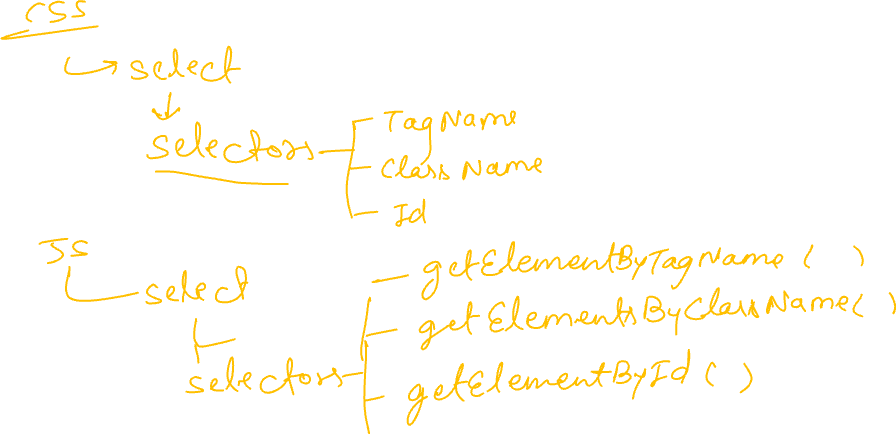 CSS
select
selectors
TagName
Class Name
Id
JS
select
selectors
getElementByTagName ( )
getElementsByClassName( )
getElementById ( )